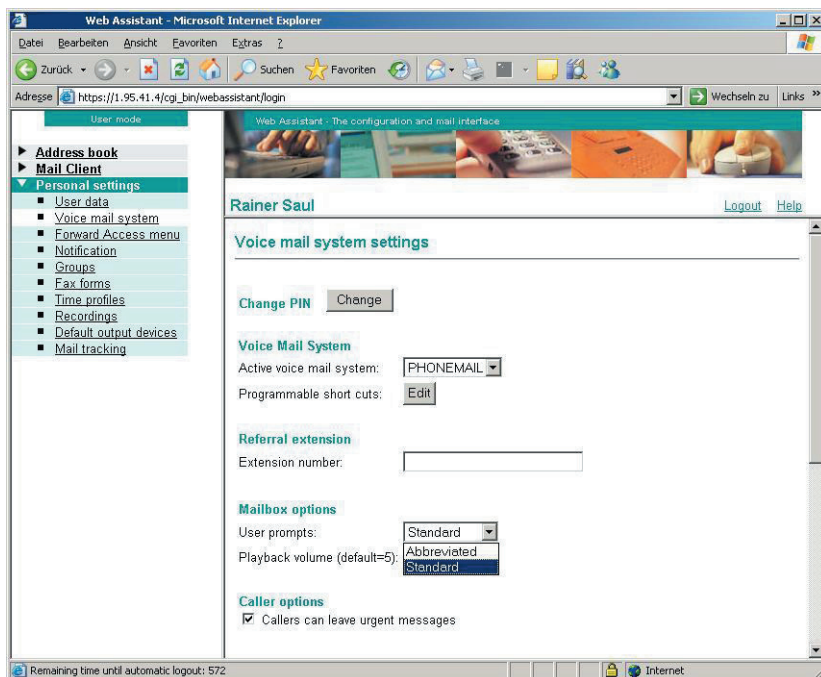 Web Assistant - Microsoft Internet Explorer
Datei Bearbeiten Ansicht Favoriten Extras ?
Zurück Suchen Favoriten
Adresse https://1.95.41.4/cgi_bin/webassistant/login Wechseln zu Links »
User mode
Web Assistant - The configuration and mail interface
Address book
Mail Client
Personal settings
User data
Voice mail system
Forward Access menu
Notification
Groups
Fax forms
Time profiles
Recordings
Default output devices
Mail tracking
Rainer Saul Logout Help
Voice mail system settings
Change PIN Change
Voice Mail System
Active voice mail system: PHONEMAIL
Programmable short cuts: Edit
Referral extension
Extension number:
Mailbox options
User prompts: Standard
Abbreviated
Playback volume (default=5): Standard
Caller options
Callers can leave urgent messages
Remaining time until automatic logout: 572 Internet